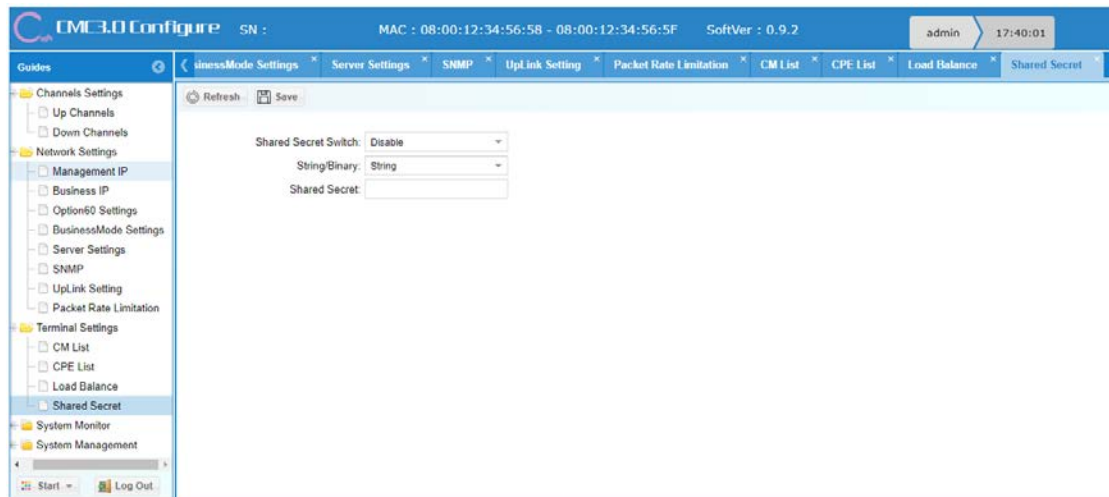 CMC3.0 Configure SN : MAC : 08:00:12:34:56:58 - 08:00:12:34:56:5F SoftVer : 0.9.2 admin 17:40:01
Guides
sinessMode Settings Server Settings SNMP UpLink Setting Packet Rate Limitation CM List CPE List Load Balance Shared Secret
Refresh Save
Channels Settings
Up Channels
Down Channels
Network Settings
Management IP
Business IP
Option60 Settings
BusinessMode Settings
Server Settings
SNMP
UpLink Setting
Packet Rate Limitation
Terminal Settings
CM List
CPE List
Load Balance
Shared Secret
System Monitor
System Management
Start Log Out
Shared Secret Switch: Disable
String/Binary: String
Shared Secret: